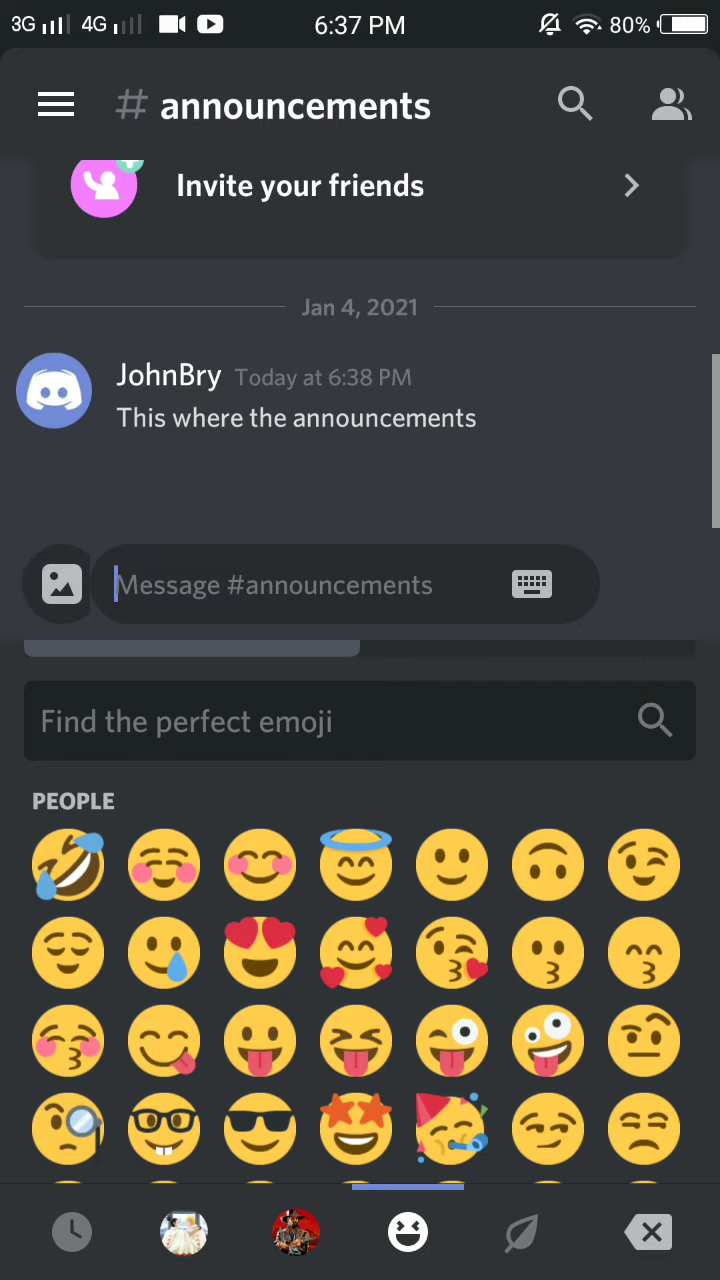 3G 4G 6:37 PM 80%
# announcements
Invite your friends
Jan 4, 2021
JohnBry Today at 6:38 PM
This where the announcements
Message #announcements
Find the perfect emoji
PEOPLE